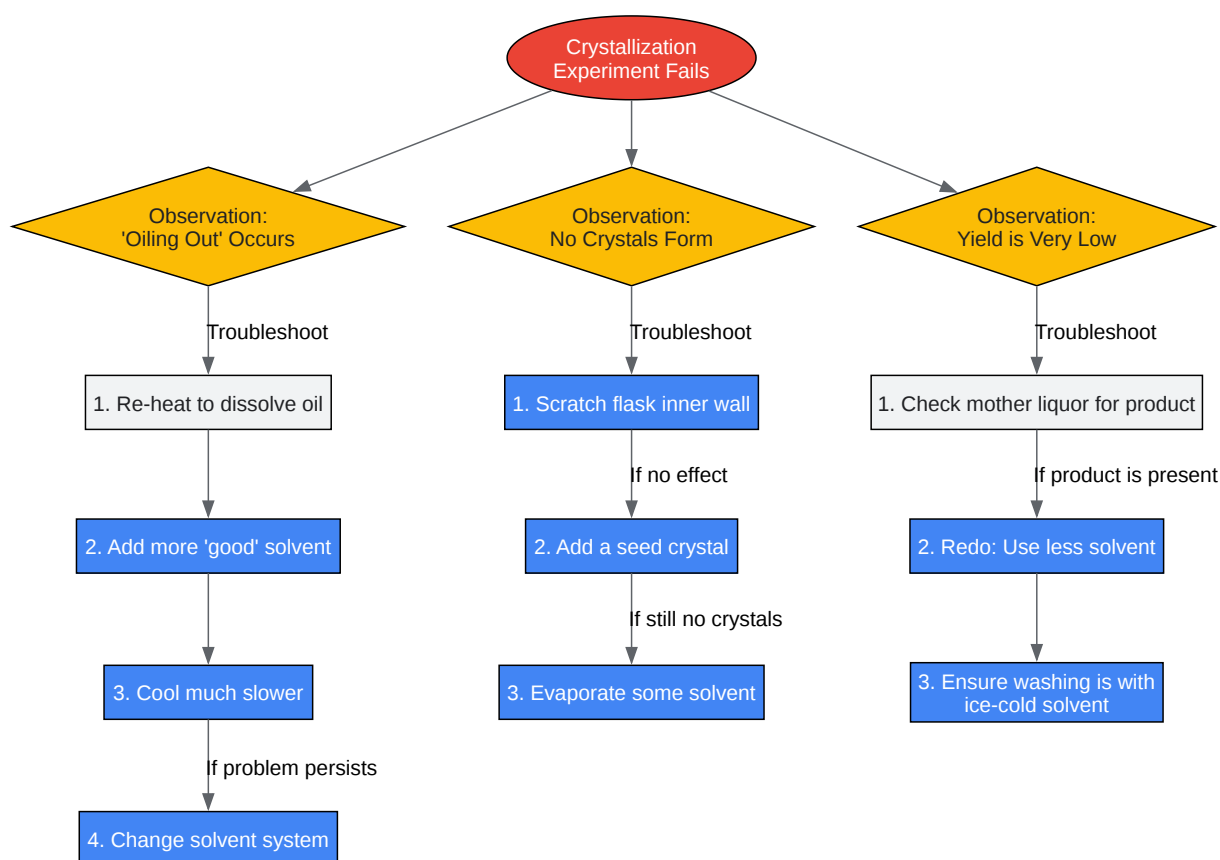 Crystallization
Experiment Fails
Observation:
'Oiling Out' Occurs
Observation:
No Crystals Form
Observation:
Yield is Very Low
Troubleshoot
Troubleshoot
Troubleshoot
1. Re-heat to dissolve oil
1. Scratch flask inner wall
1. Check mother liquor for product
If no effect
If product is present
2. Add more 'good' solvent
2. Add a seed crystal
2. Redo: Use less solvent
If still no crystals
3. Cool much slower
3. Evaporate some solvent
3. Ensure washing is with
ice-cold solvent
If problem persists
4. Change solvent system